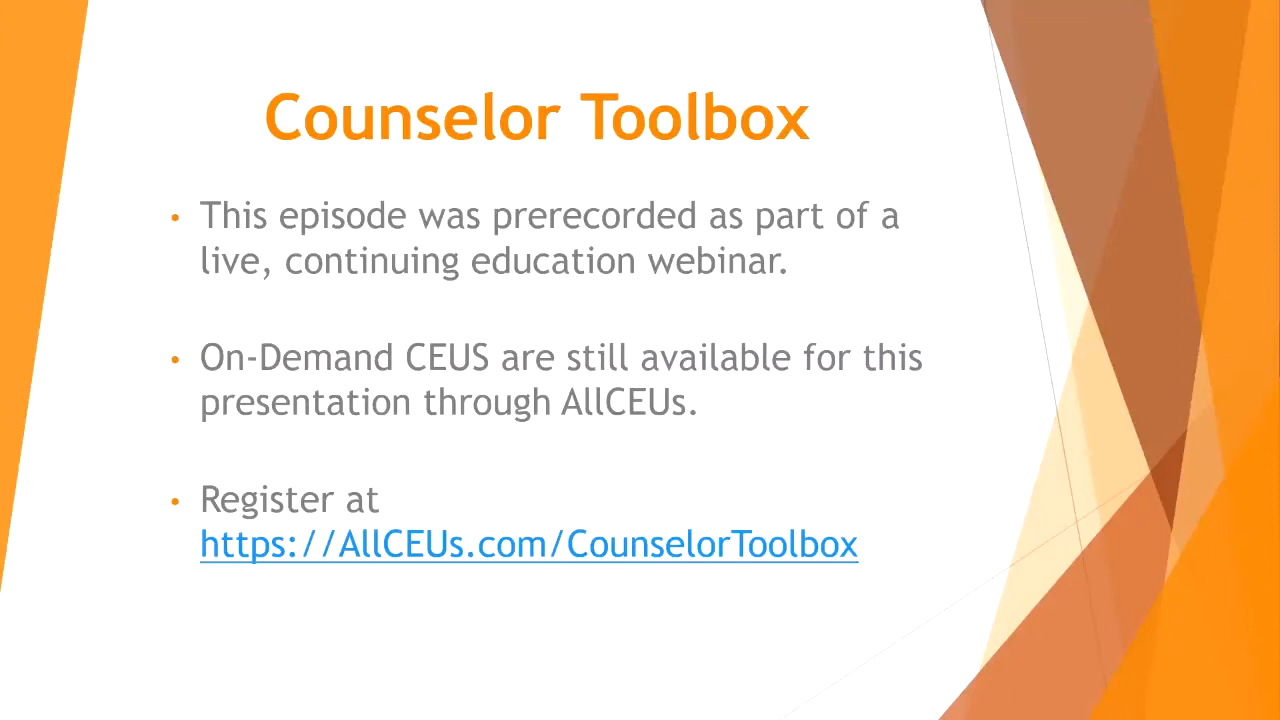 Counselor Toolbox
• This episode was prerecorded as part of a
live, continuing education webinar.
• On-Demand CEUS are still available for this
presentation through AllCEUs.
• Register at
https://AllCEUs.com/CounselorToolbox